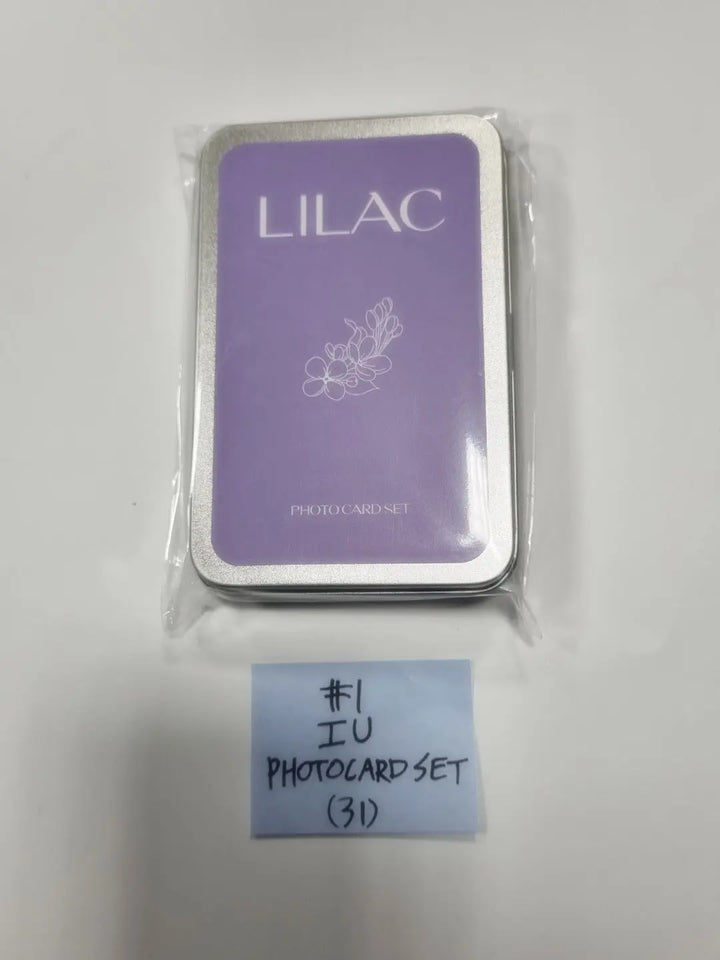 LILAC
PHOTO CARD SET
#1
IU
PHOTOCARD SET
(31)